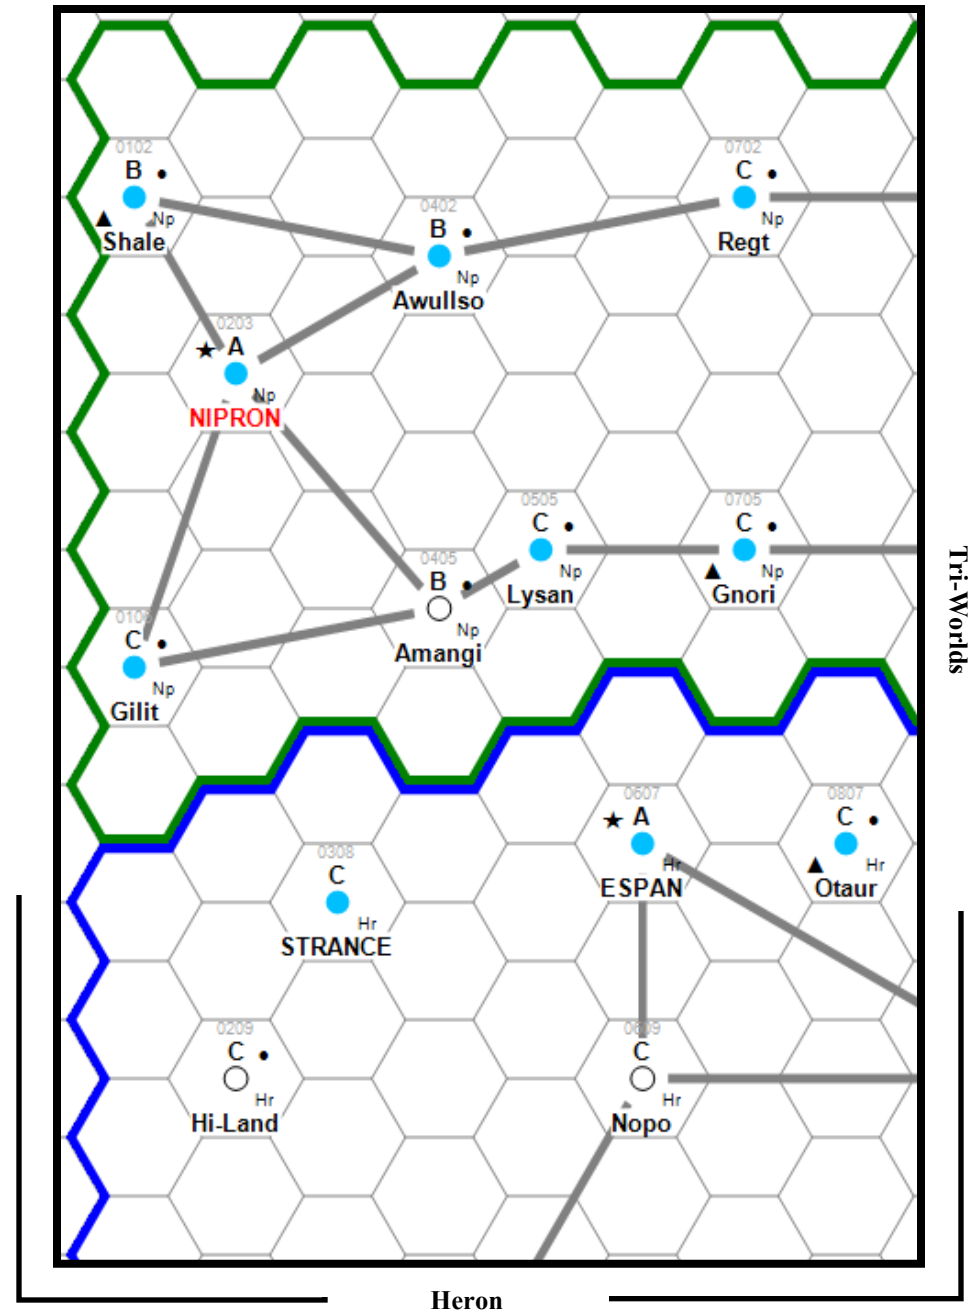 0102
B
Np
Shale
0702
C
Np
Regt
0402
B
Np
Awullso
0203
A
Np
NIPRON
0505
C
Np
Lysan
0705
C
Np
Gnori
0405
B
Np
Amangi
C
Np
Gilit
Tri-Worlds
0607
A
Hr
ESPAN
0807
C
Hr
Otaur
0308
C
Hr
STRANCE
0209
C
Hr
Hi-Land
0609
C
Hr
Nopo
Heron